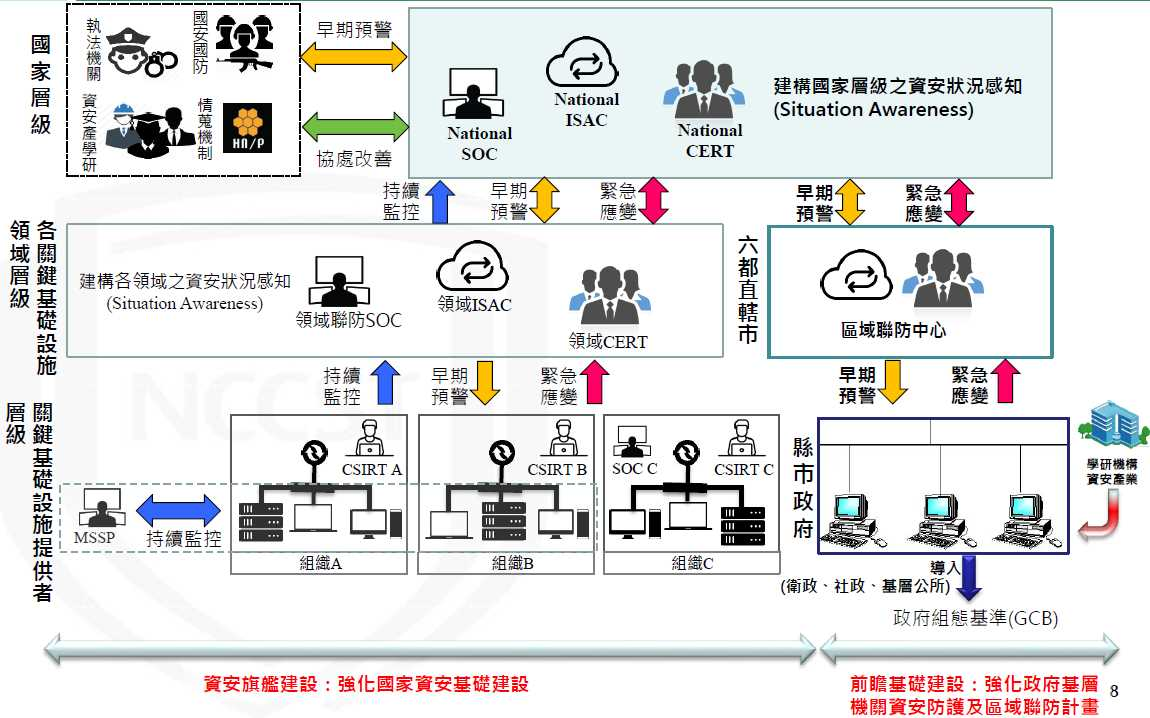 國家層級
執法機關
國安國防
資安產學研
情蒐機制
HN/P
早期預警
協處改善
National
SOC
National
ISAC
National
CERT
建構國家層級之資安狀況感知
(Situation Awareness)
持續
監控
早期
預警
緊急
應變
早期
預警
緊急
應變
各關鍵基礎設施
領域層級
建構各領域之資安狀況感知
(Situation Awareness)
領域聯防SOC
領域ISAC
領域CERT
六都直轄市
區域聯防中心
持續
監控
早期
預警
緊急
應變
早期
預警
緊急
應變
NCCST
關鍵基礎設施提供者
層級
MSSP
持續監控
CSIRT A
組織A
CSIRT B
組織B
SOC C
CSIRT C
組織C
縣市政府
學研機構
資安產業
導入
(衛政、社政、基層公所)
政府組態基準(GCB)
資安旗艦建設：強化國家資安基礎建設
前瞻基礎建設：強化政府基層
機關資安防護及區域聯防計畫
8